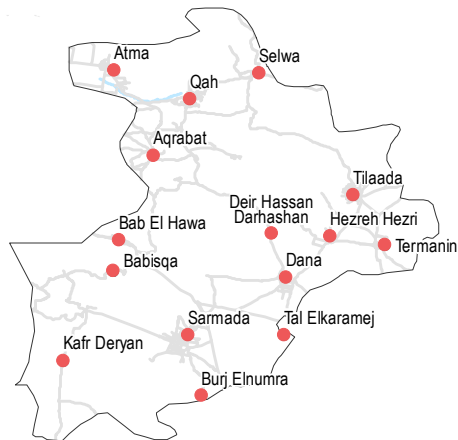 Atma
Selwa
Qah
Aqrabat
Tilaada
Deir Hassan
Darhashan
Hezreh Hezri
Bab El Hawa
Termanin
Babisqa
Dana
Sarmada
Tal Elkaramej
Kafr Deryan
Burj Elnumra